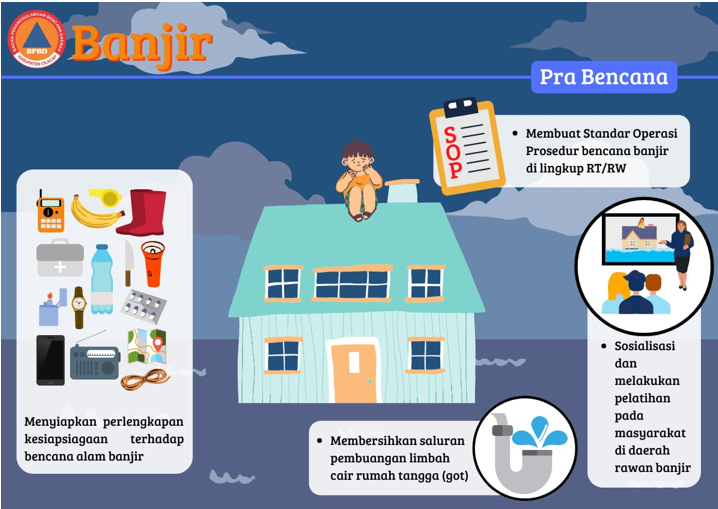 BADAN PENANGGULANGAN BENCANA DAERAH
BPBD
KABUPATEN CILACAP
Banjir
Pra Bencana
SOP
• Membuat Standar Operasi
Prosedur bencana banjir
di lingkup RT/RW
Menyiapkan perlengkapan
kesiapsiagaan terhadap
bencana alam banjir
• Sosialisasi
dan
melakukan
pelatihan
pada
masyarakat
di daerah
rawan banjir
• Membersihkan saluran
pembuangan limbah
cair rumah tangga (got)